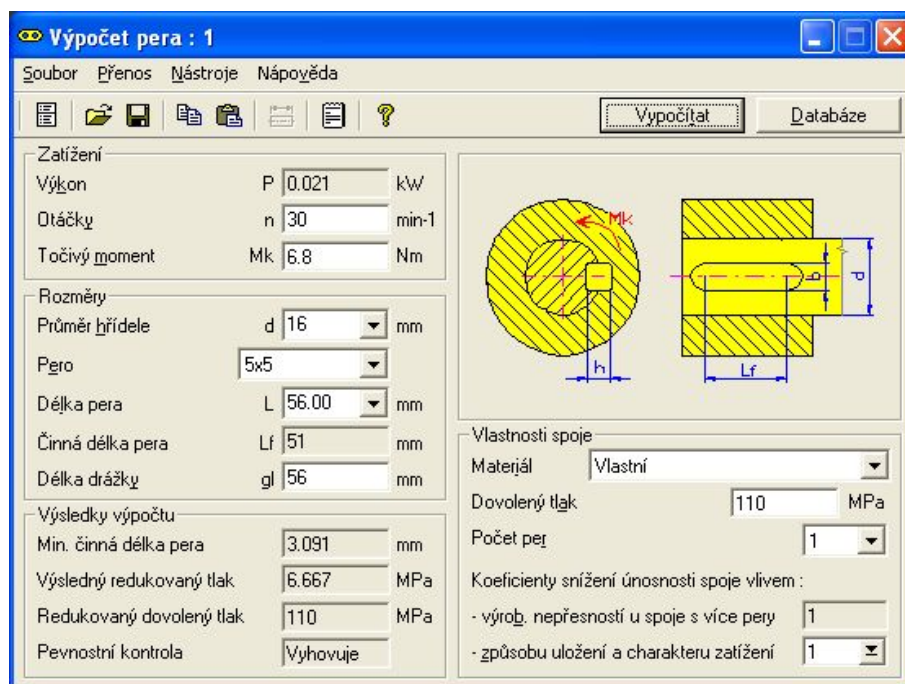 Výpočet pera : 1
Soubor Přenos Nástroje Nápověda
Vypočítat Databáze
Zatížení
Výkon P 0.021 kW
Otáčky n 30 min-1
Točivý moment Mk 6.8 Nm
Rozměry
Průměr hřídele d 16 mm
Pero 5x5
Délka pera L 56.00 mm
Činná délka pera Lf 51 mm
Délka drážky gl 56 mm
Výsledky výpočtu
Min. činná délka pera 3.091 mm
Výsledný redukovaný tlak 6.667 MPa
Redukovaný dovolený tlak 110 MPa
Pevnostní kontrola Vyhovuje
Mk
h
b
d
Lf
Vlastnosti spoje
Materjál Vlastní
Dovolený tlak 110 MPa
Počet per 1
Koeficienty snížení únosnosti spoje vlivem :
- výrob. nepřesností u spoje s více pery 1
- způsobu uložení a charakteru zatížení 1